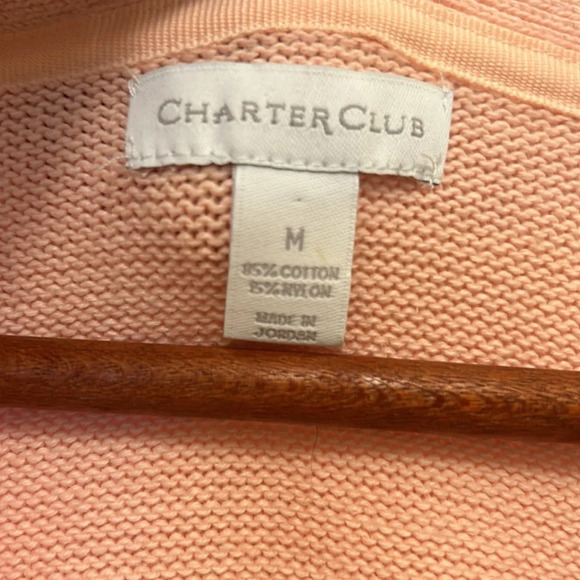 CHARTER CLUB
M
85% COTTON
15% NYLON
MADE IN
JORDAN